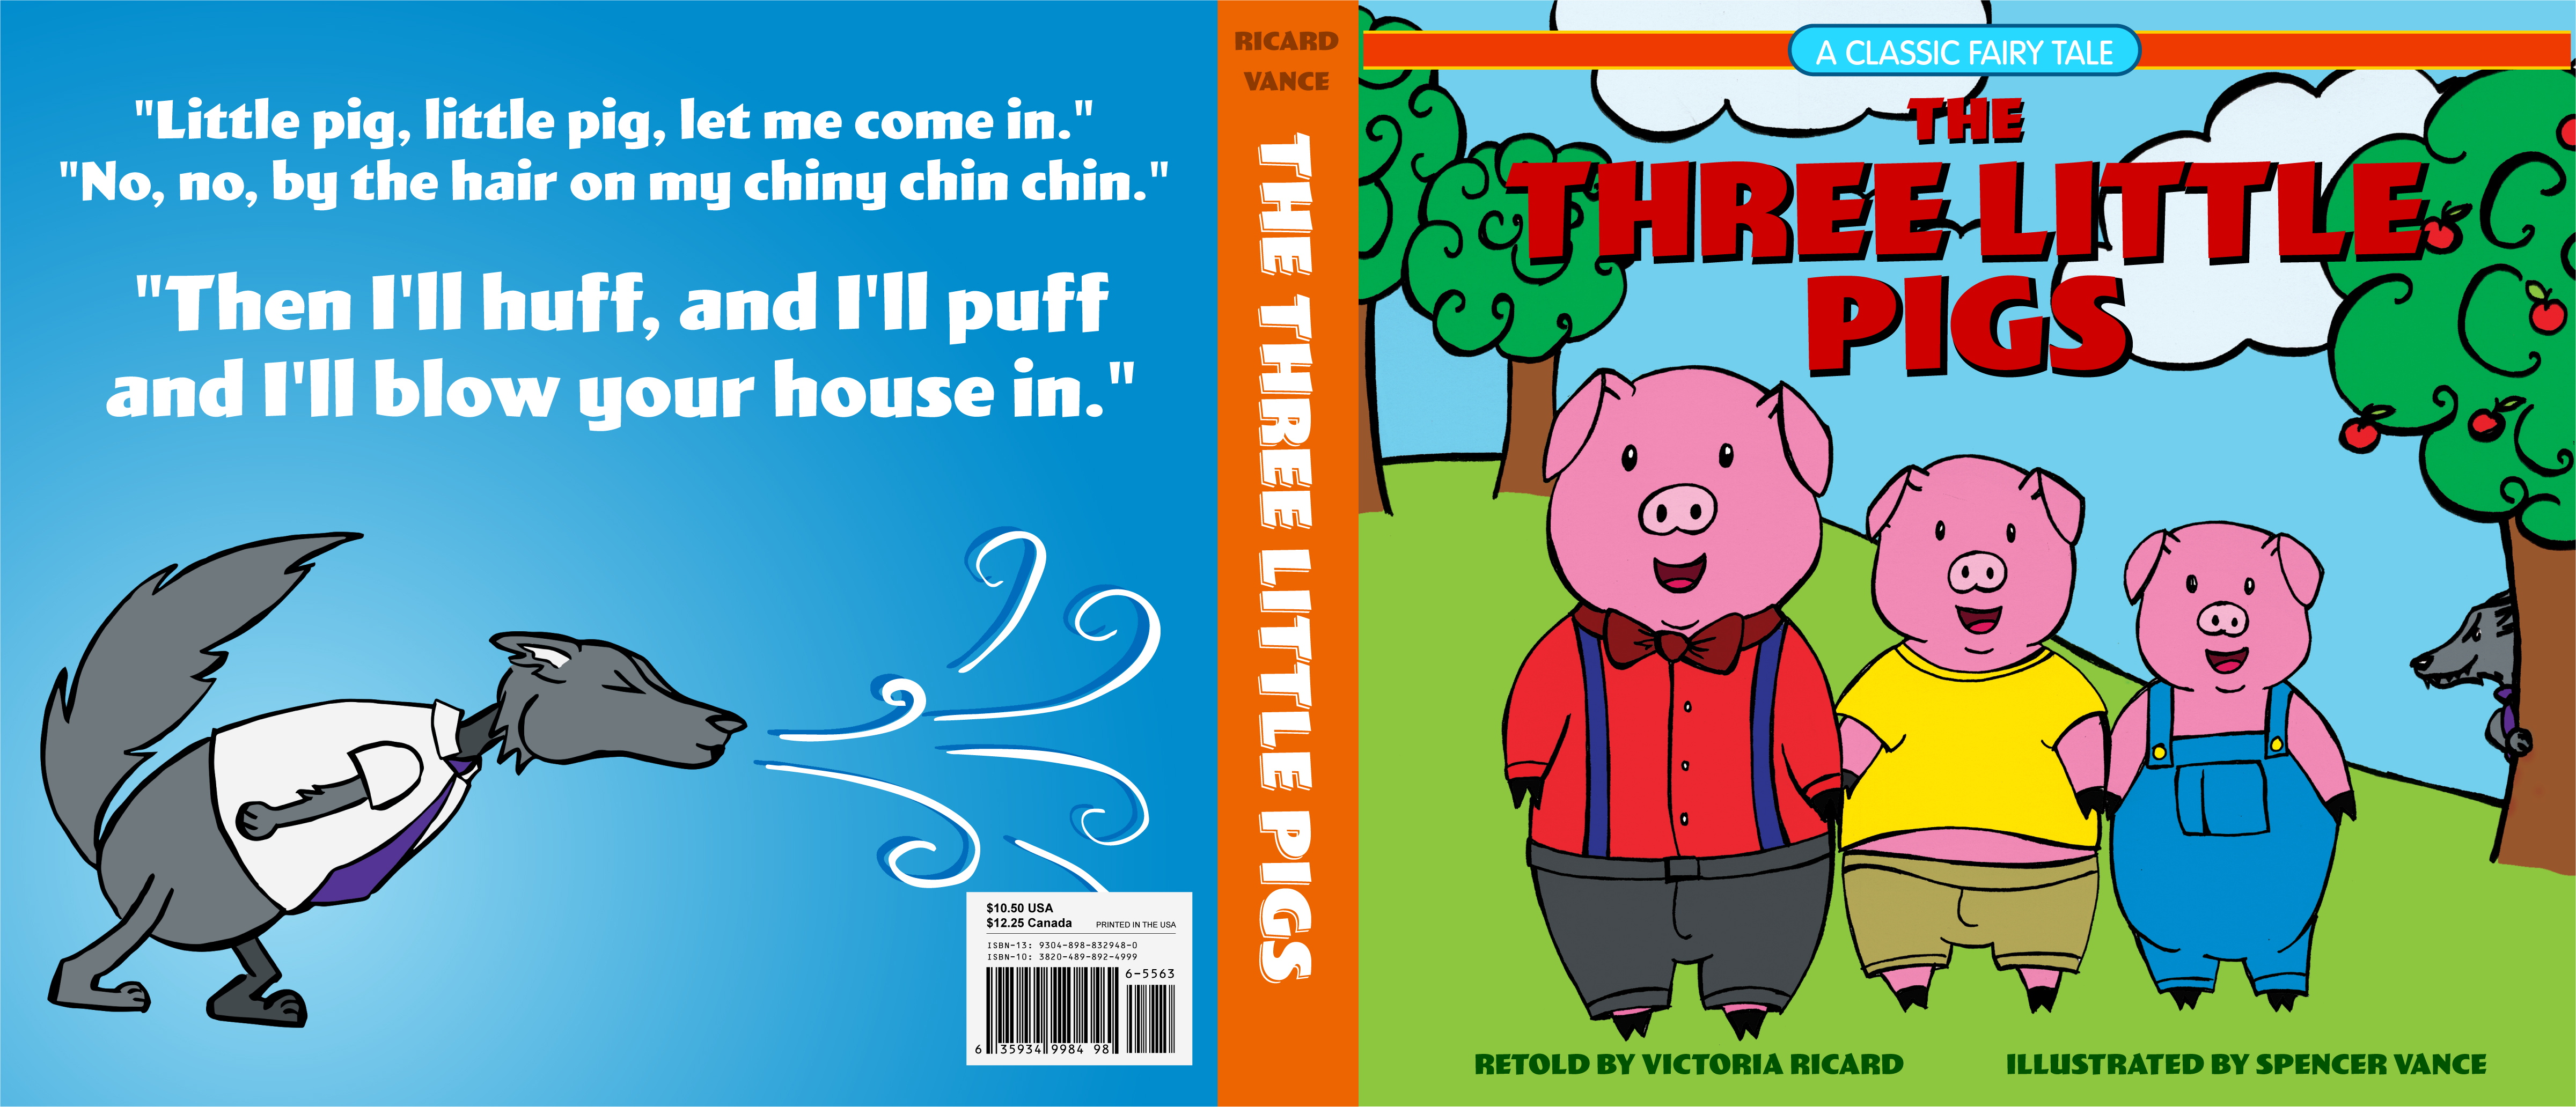 "Little pig, little pig, let me come in."
"No, no, by the hair on my chiny chin chin."
"Then I'll huff, and I'll puff
and I'll blow your house in."
$10.50 USA
$12.25 Canada PRINTED IN THE USA
ISBN-13: 9304-898-832948-0
ISBN-10: 3820-489-892-4999
6-5563
6 35934 9984 98
RICARD
VANCE
THE THREE LITTLE PIGS
A CLASSIC FAIRY TALE
THE
THREE LITTLE
PIGS
RETOLD BY VICTORIA RICARD
ILLUSTRATED BY SPENCER VANCE